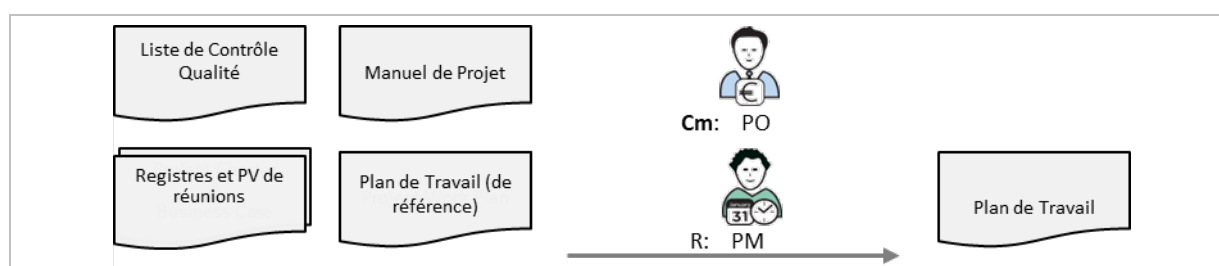 Liste de Contrôle
Qualité
Manuel de Projet
Cm: PO
Registres et PV de
réunions
Plan de Travail (de
référence)
31
R: PM
Plan de Travail